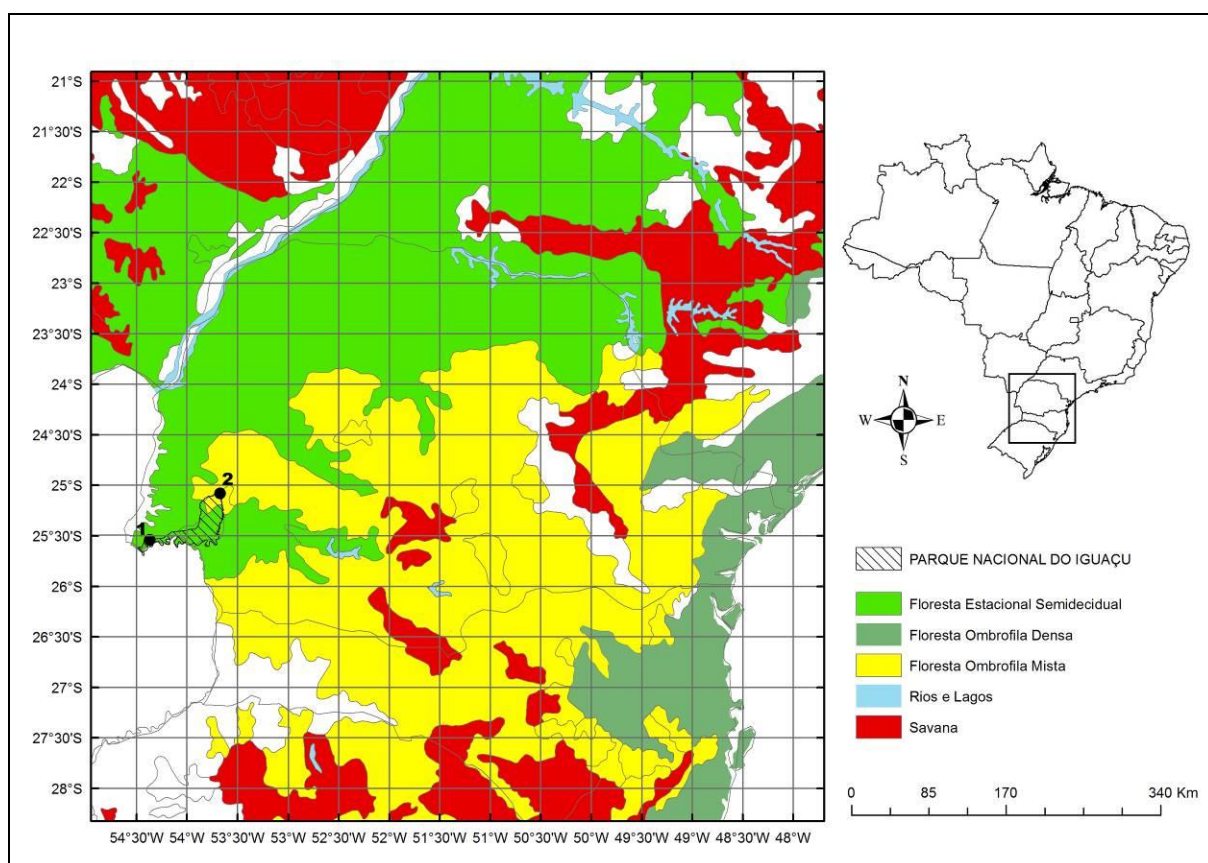 21°S
21°30'S
22°S
22°30'S
23°S
23°30'S
24°S
24°30'S
25°S
25°30'S
26°S
26°30'S
27°S
27°30'S
28°S
2
1
54°30'W 54°W 53°30'W 52°W 52°30'W 52°W 51°30'W 51°W 50°30'W 50°W 49°30'W 49°W 48°30'W 48°W
N
W E
S
PARQUE NACIONAL DO IGUAÇU
Floresta Estacional Semidecidual
Floresta Ombrofila Densa
Floresta Ombrofila Mista
Rios e Lagos
Savana
0 85 170 340 Km